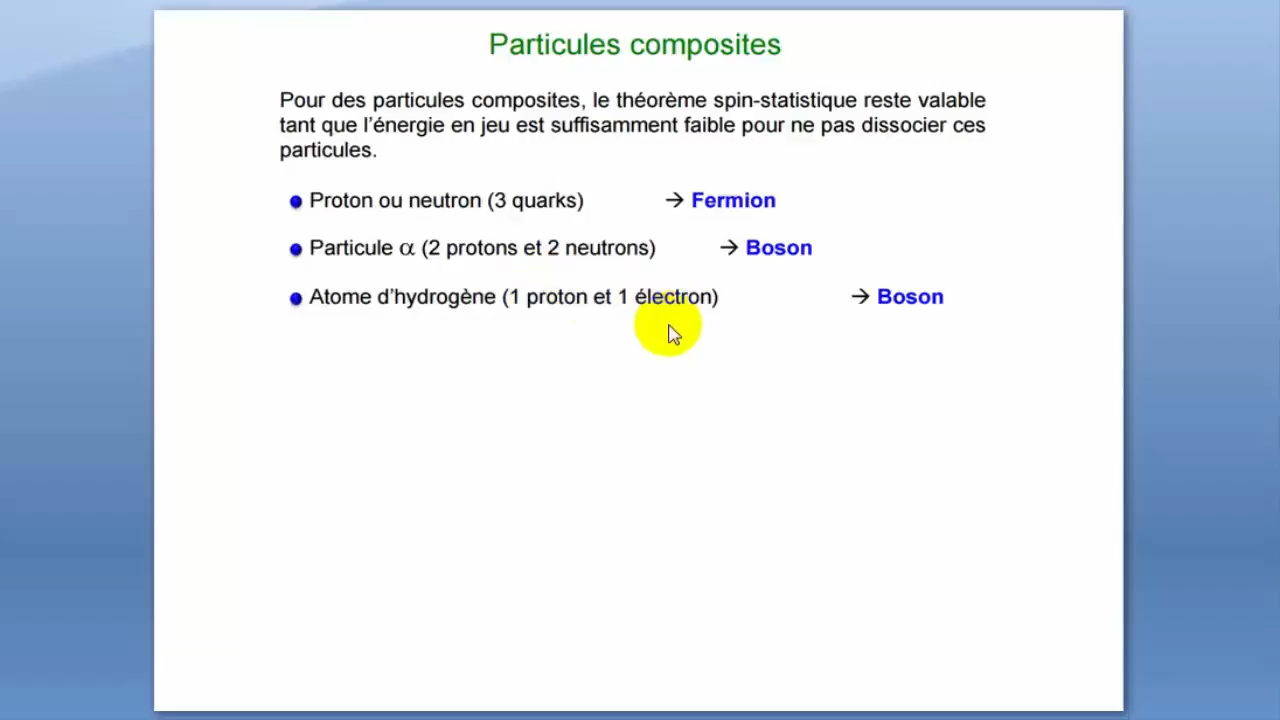 Particules composites
Pour des particules composites, le théorème spin-statistique reste valable
tant que l’énergie en jeu est suffisamment faible pour ne pas dissocier ces
particules.
Proton ou neutron (3 quarks) → Fermion
Particule α (2 protons et 2 neutrons) → Boson
Atome d’hydrogène (1 proton et 1 électron) → Boson